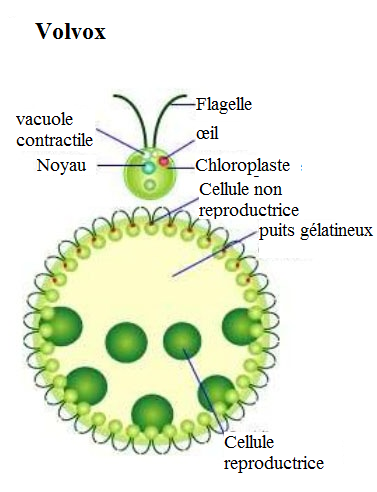 Volvox
Flagelle
vacuole
contractile
œil
Noyau
Chloroplaste
Cellule non
reproductrice
puits gélatineux
Cellule
reproductrice